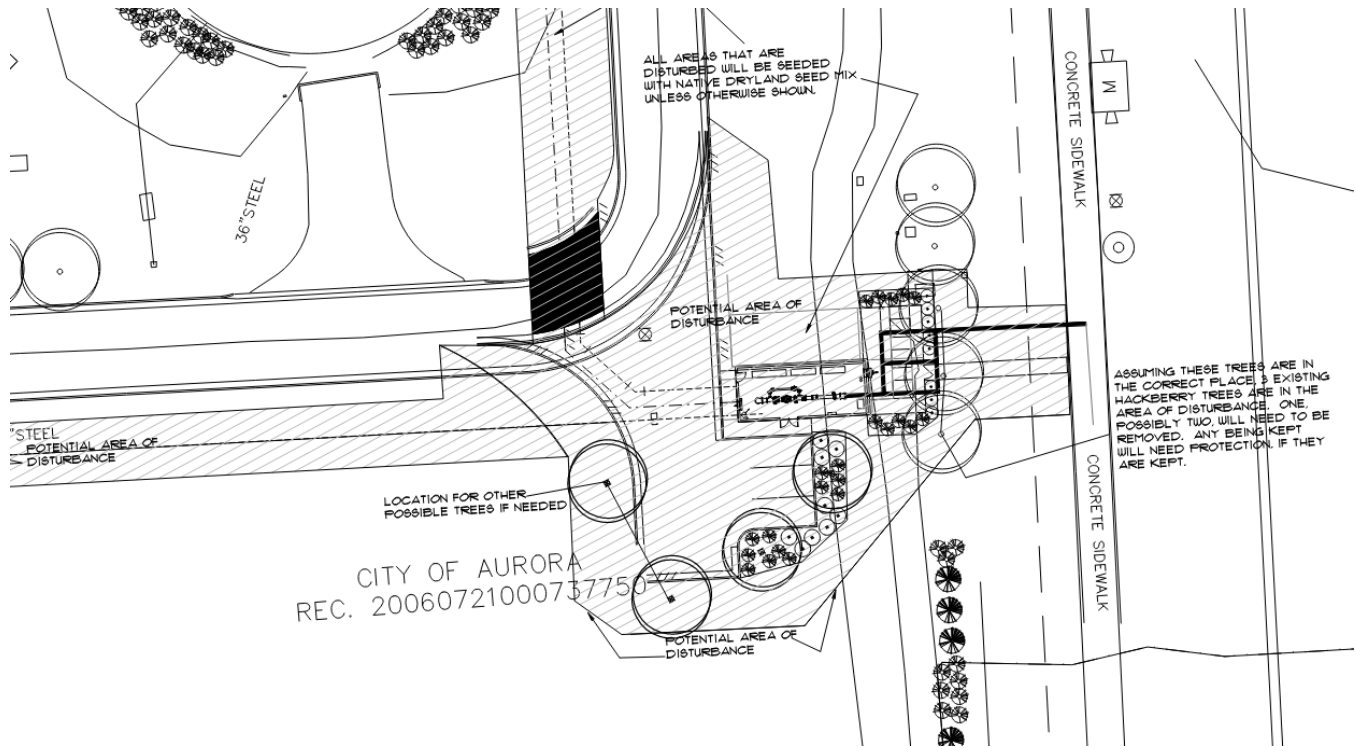 ALL AREAS THAT ARE
DISTURBED WILL BE SEEDED
WITH NATIVE DRYLAND SEED MIX
UNLESS OTHERWISE SHOWN.
CONCRETE SIDEWALK
M
36"STEEL
POTENTIAL AREA OF
DISTURBANCE
ASSUMING THESE TREES ARE IN
THE CORRECT PLACE, 3 EXISTING
HACKBERRY TREES ARE IN THE
AREA OF DISTURBANCE. ONE,
POSSIBLY TWO, WILL NEED TO BE
REMOVED. ANY BEING KEPT
WILL NEED PROTECTION, IF THEY
ARE KEPT.
"STEEL
POTENTIAL AREA OF
DISTURBANCE
LOCATION FOR OTHER
POSSIBLE TREES IF NEEDED
CONCRETE SIDEWALK
CITY OF AURORA
REC. 20060721000737750
POTENTIAL AREA OF
DISTURBANCE